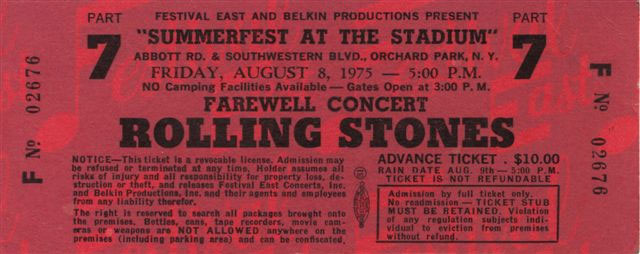 PART 7
FESTIVAL EAST AND BELKIN PRODUCTIONS PRESENT
"SUMMERFEST AT THE STADIUM"
ABBOTT RD. & SOUTHWESTERN BLVD., ORCHARD PARK, N. Y.
FRIDAY, AUGUST 8, 1975 — 5:00 P.M.
NO Camping Facilities Available — Gates Open at 3:00 P. M.
FAREWELL CONCERT
ROLLING STONES
PART 7
F No 02676
NOTICE—This ticket is a revocable license. Admission may
be refused or terminated at any time. Holder assumes all
risks of injury and all responsibility for property loss, de-
struction or theft, and releases Festival East Concerts, Inc.
and Belkin Productions, Inc. and their agents and employees
from any liability therefor.
The right is reserved to search all packages brought onto
the premises. Bottles, cans, tape recorders, movie cam-
eras or weapons are NOT ALLOWED anywhere on the
premises (including parking area) and can be confiscated.
ADVANCE TICKET . $10.00
RAIN DATE AUG. 9th — 5:00 P.M.
TICKET IS NOT REFUNDABLE
Admission by full ticket only.
No readmission — TICKET STUB
MUST BE RETAINED. Violation
of any regulation subjects indi-
vidual to eviction from premises
without refund.
F No 02676